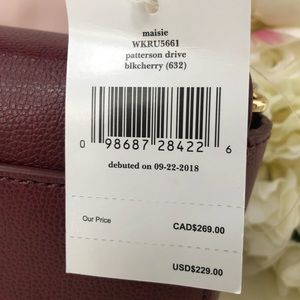 maisie
WKRU5661
patterson drive
blkcherry (632)
0 98687 28422 6
debuted on 09-22-2018
Our Price CAD$269.00
USD$229.00